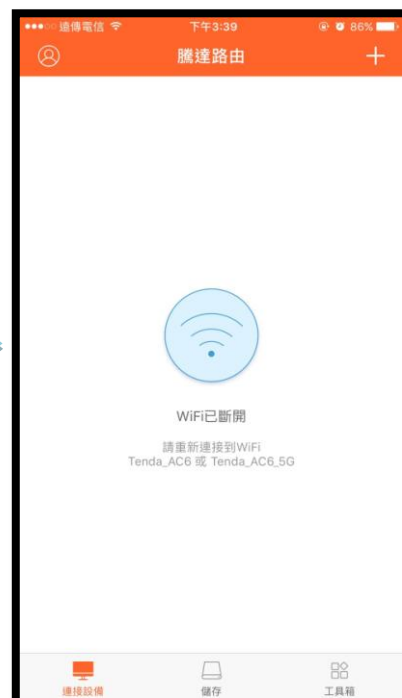 遠傳電信 下午3:39 86%
騰達路由
WiFi已斷開
請重新連接到WiFi
Tenda_AC6 或 Tenda_AC6_5G
連接設備 儲存 工具箱